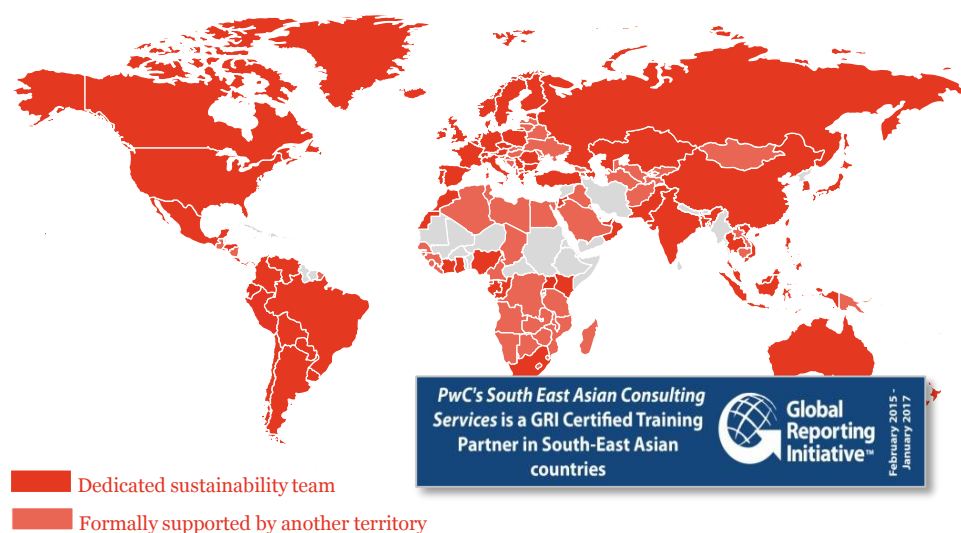 PwC's South East Asian Consulting
Services is a GRI Certified Training
Partner in South-East Asian
countries
Global
Reporting
Initiative™
February 2015 -
January 2017
Dedicated sustainability team
Formally supported by another territory